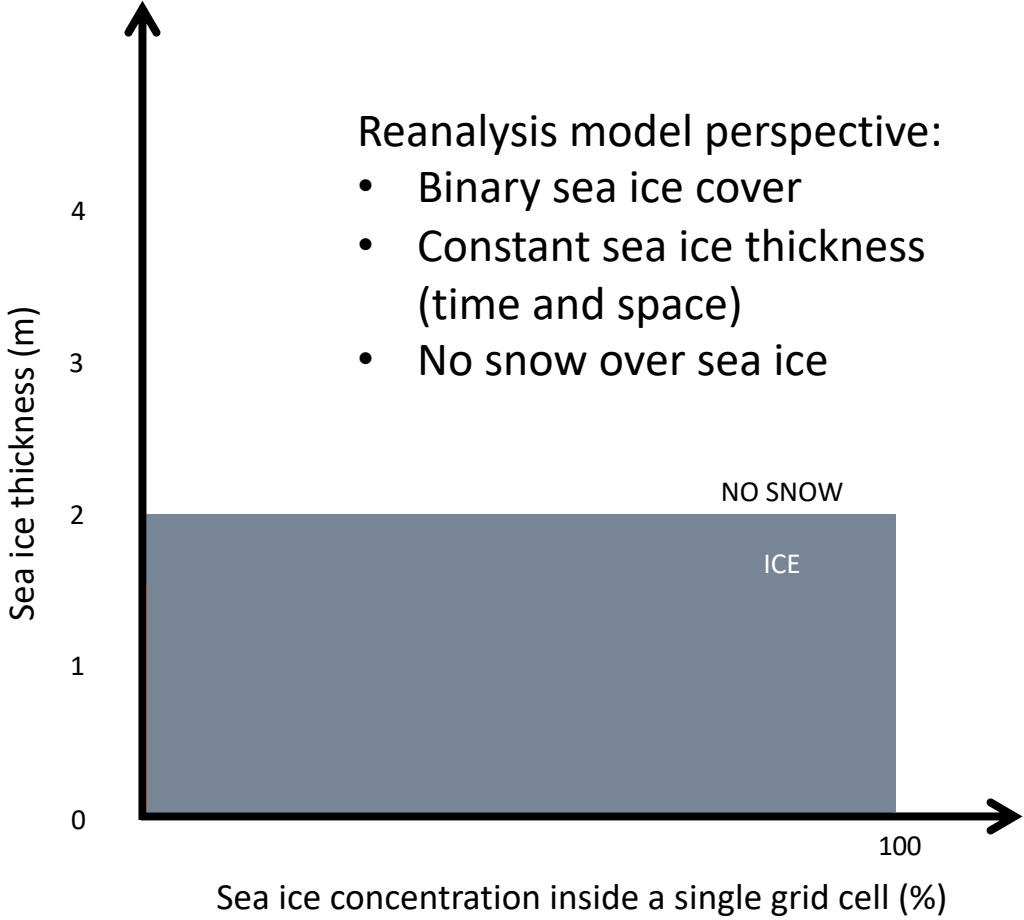 Reanalysis model perspective:
• Binary sea ice cover
• Constant sea ice thickness
(time and space)
• No snow over sea ice
Sea ice thickness (m)
4
3
2
1
0
NO SNOW
ICE
100
Sea ice concentration inside a single grid cell (%)